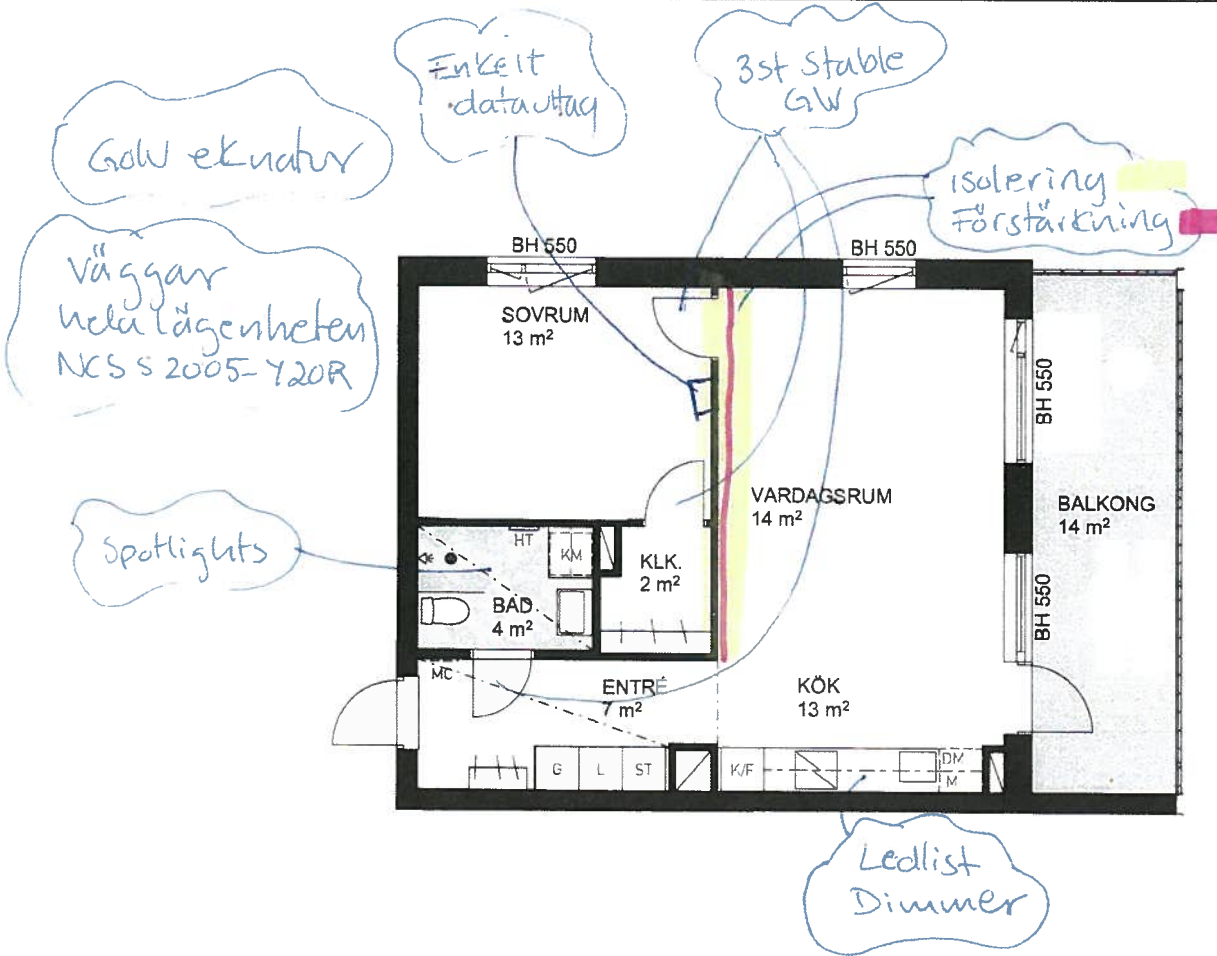 Enkelt
datauttag
3st Stable
GW
Golv eknatur
isolering
Förstärkning
Väggar
hela lägenheten
NCS S 2005-Y20R
BH 550
BH 550
SOVRUM
13 m²
BH 550
VARDAGSRUM
14 m²
BALKONG
14 m²
Spotlights
HT
KM
KLK.
2 m²
BAD
4 m²
BH 550
MC
ENTRÉ
7 m²
KÖK
13 m²
G
L
ST
K/F
DM
M
Ledlist
Dimmer